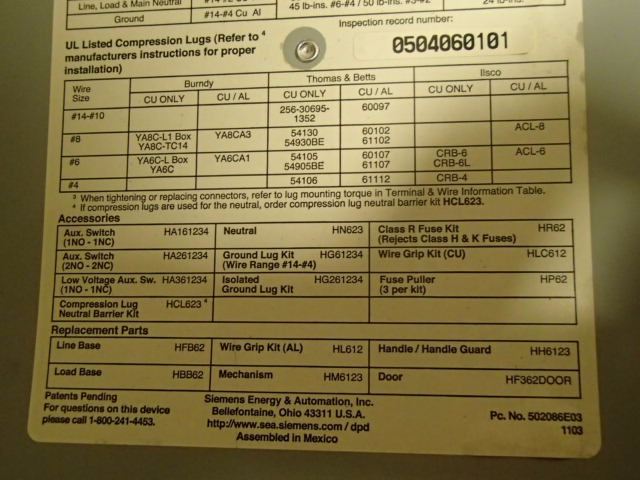 Line, Load & Main Neutral
Ground #14-#4 Cu Al
45 lb-ins. #6-#4 / 50 lb-ins. #3-#2
24 lb-ins.
Inspection record number:
0504060101
UL Listed Compression Lugs (Refer to 4
manufacturers instructions for proper
installation)
Wire Size Burndy Thomas & Betts Ilsco
CU ONLY CU / AL CU ONLY CU / AL CU ONLY CU / AL
#14-#10 256-30695-1352 60097
#8 YA8C-L1 Box YA8CA3 54130 60102 ACL-8
YA8C-TC14 54930BE 61102
#6 YA6C-L Box YA6CA1 54105 60107 CRB-6 ACL-6
YA6C 54905BE 61107 CRB-6L
#4 54106 61112 CRB-4
3 When tightening or replacing connectors, refer to lug mounting torque in Terminal & Wire Information Table.
4 If compression lugs are used for the neutral, order compression lug neutral barrier kit HCL623.
Accessories
Aux. Switch HA161234 Neutral HN623 Class R Fuse Kit HR62
(1NO - 1NC) (Rejects Class H & K Fuses)
Aux. Switch HA261234 Ground Lug Kit HG61234 Wire Grip Kit (CU) HLC612
(2NO - 2NC) (Wire Range #14-#4)
Low Voltage Aux. Sw. HA361234 Isolated HG261234 Fuse Puller HP62
(1NO - 1NC) Ground Lug Kit (3 per kit)
Compression Lug HCL623 4
Neutral Barrier Kit
Replacement Parts
Line Base HFB62 Wire Grip Kit (AL) HL612 Handle / Handle Guard HH6123
Load Base HBB62 Mechanism HM6123 Door HF362DOOR
Patents Pending
For questions on this device
please call 1-800-241-4453.
Siemens Energy & Automation, Inc.
Bellefontaine, Ohio 43311 U.S.A.
http://www.sea.siemens.com / dpd
Assembled in Mexico
Pc. No. 502086E03
1103